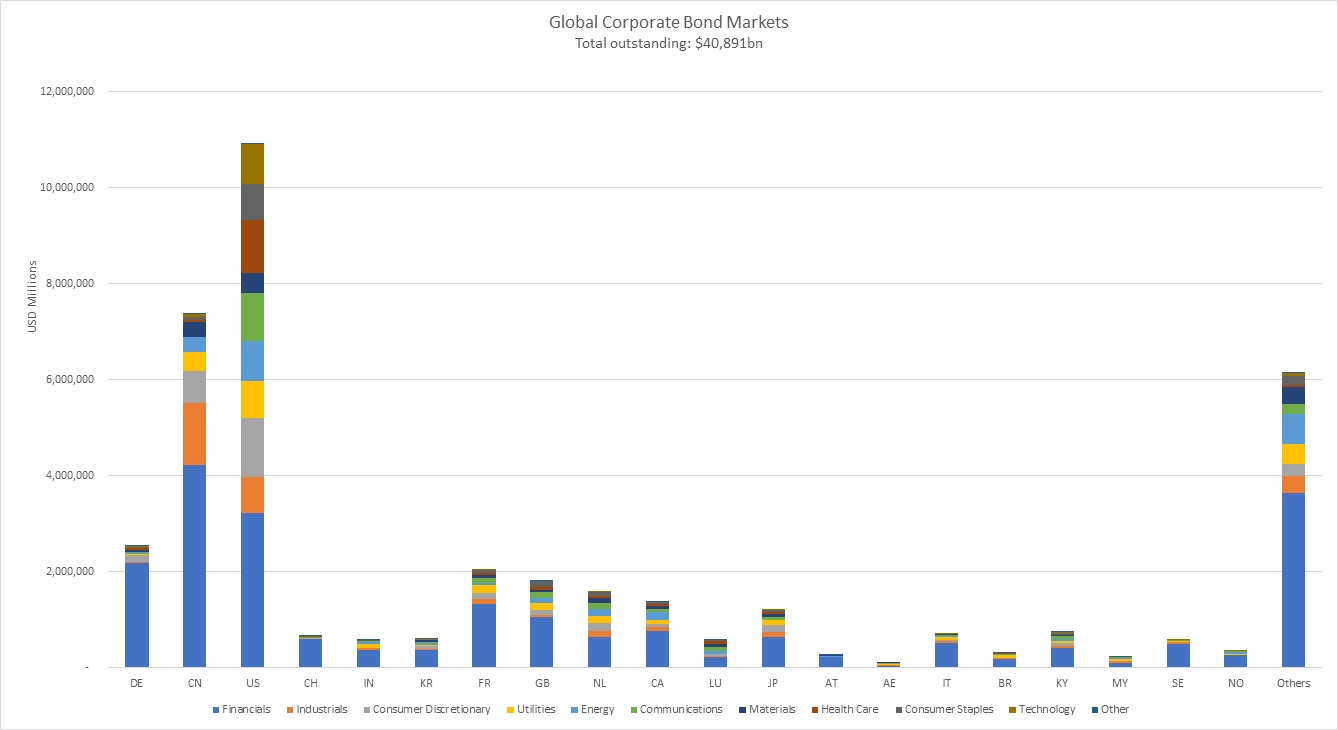 Global Corporate Bond Markets
Total outstanding: $40,891bn
12,000,000
10,000,000
8,000,000
6,000,000
4,000,000
2,000,000
-
USD Millions
DE CN US CH IN KR FR GB NL CA LU JP AT AE IT BR KY MY SE NO Others
Financials Industrials Consumer Discretionary Utilities Energy Communications Materials Health Care Consumer Staples Technology Other